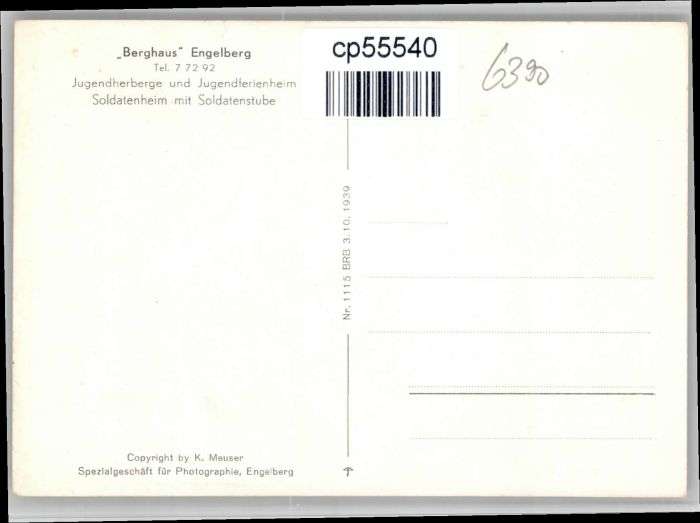 „Berghaus" Engelberg
Tel. 7 72 92
Jugendherberge und Jugendferienheim
Soldatenheim mit Soldatenstube
cp55540
6390
Nr. 1115 BRB 3.10.1939
Copyright by K. Meuser
Spezialgeschäft für Photographie, Engelberg